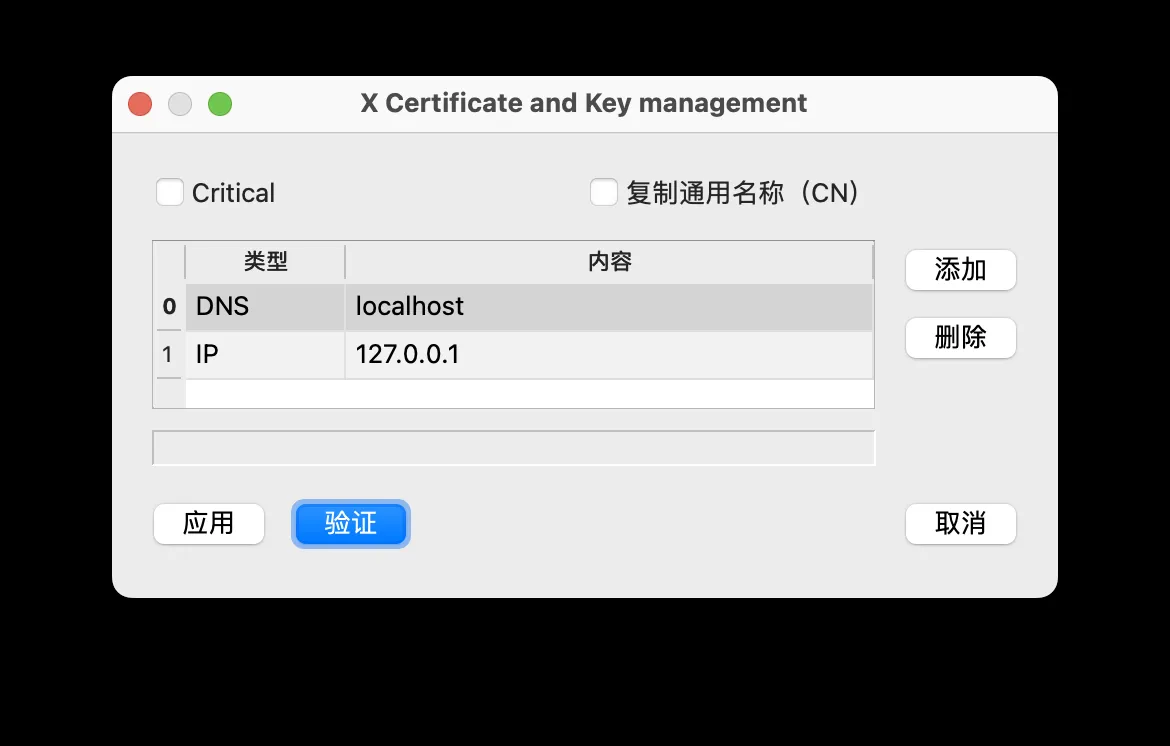 X Certificate and Key management
Critical
复制通用名称（CN）
类型 内容
0 DNS localhost
1 IP 127.0.0.1
添加
删除
应用 验证 取消